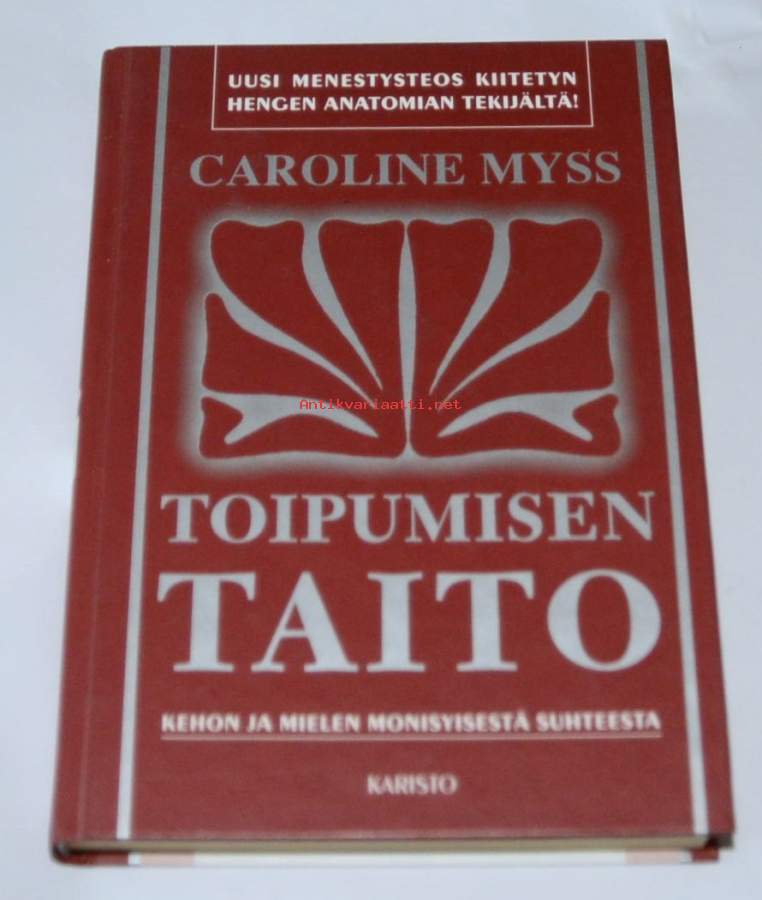 UUSI MENESTYSTEOS KIITETYN
HENGEN ANATOMIAN TEKIJÄLTÄ!
CAROLINE MYSS
Antikvariaatti.net
TOIPUMISEN
TAITO
KEHON JA MIELEN MONISYISESTÄ SUHTEESTA
KARISTO